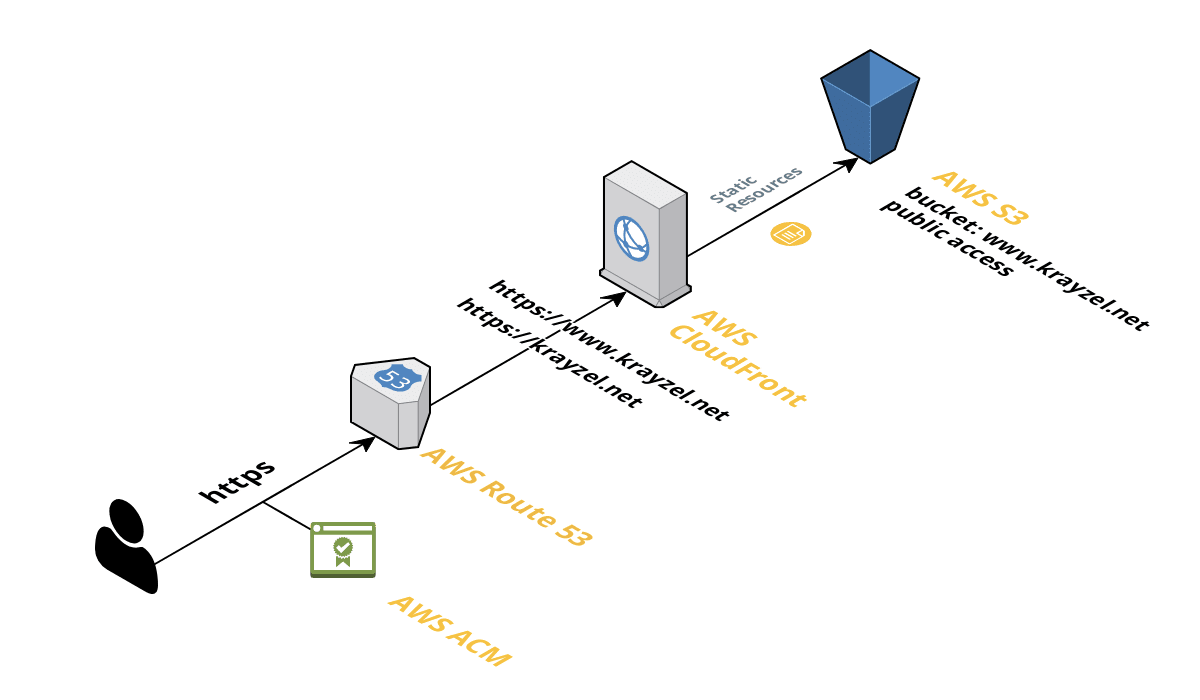 AWS S3
bucket: www.krayzel.net
public access
Static
Resources
AWS
CloudFront
https://www.krayzel.net
https://krayzel.net
53
AWS Route 53
https
AWS ACM